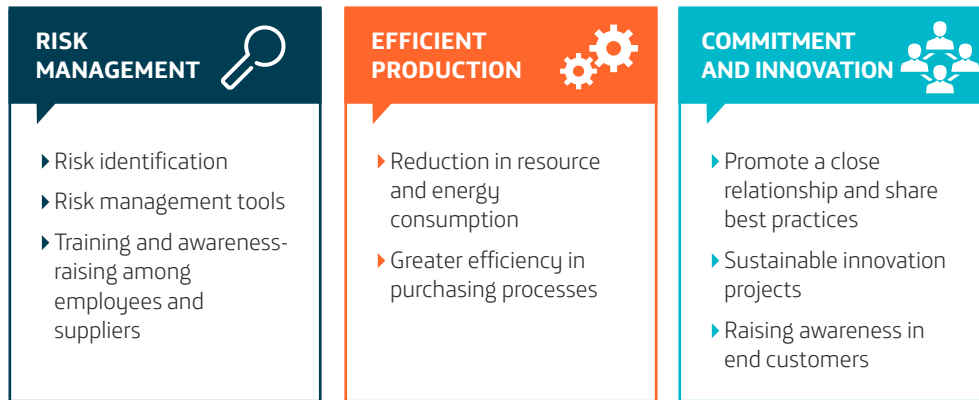 RISK
MANAGEMENT
Risk identification
Risk management tools
Training and awareness-
raising among
employees and
suppliers
EFFICIENT
PRODUCTION
Reduction in resource
and energy
consumption
Greater efficiency in
purchasing processes
COMMITMENT
AND INNOVATION
Promote a close
relationship and share
best practices
Sustainable innovation
projects
Raising awareness in
end customers